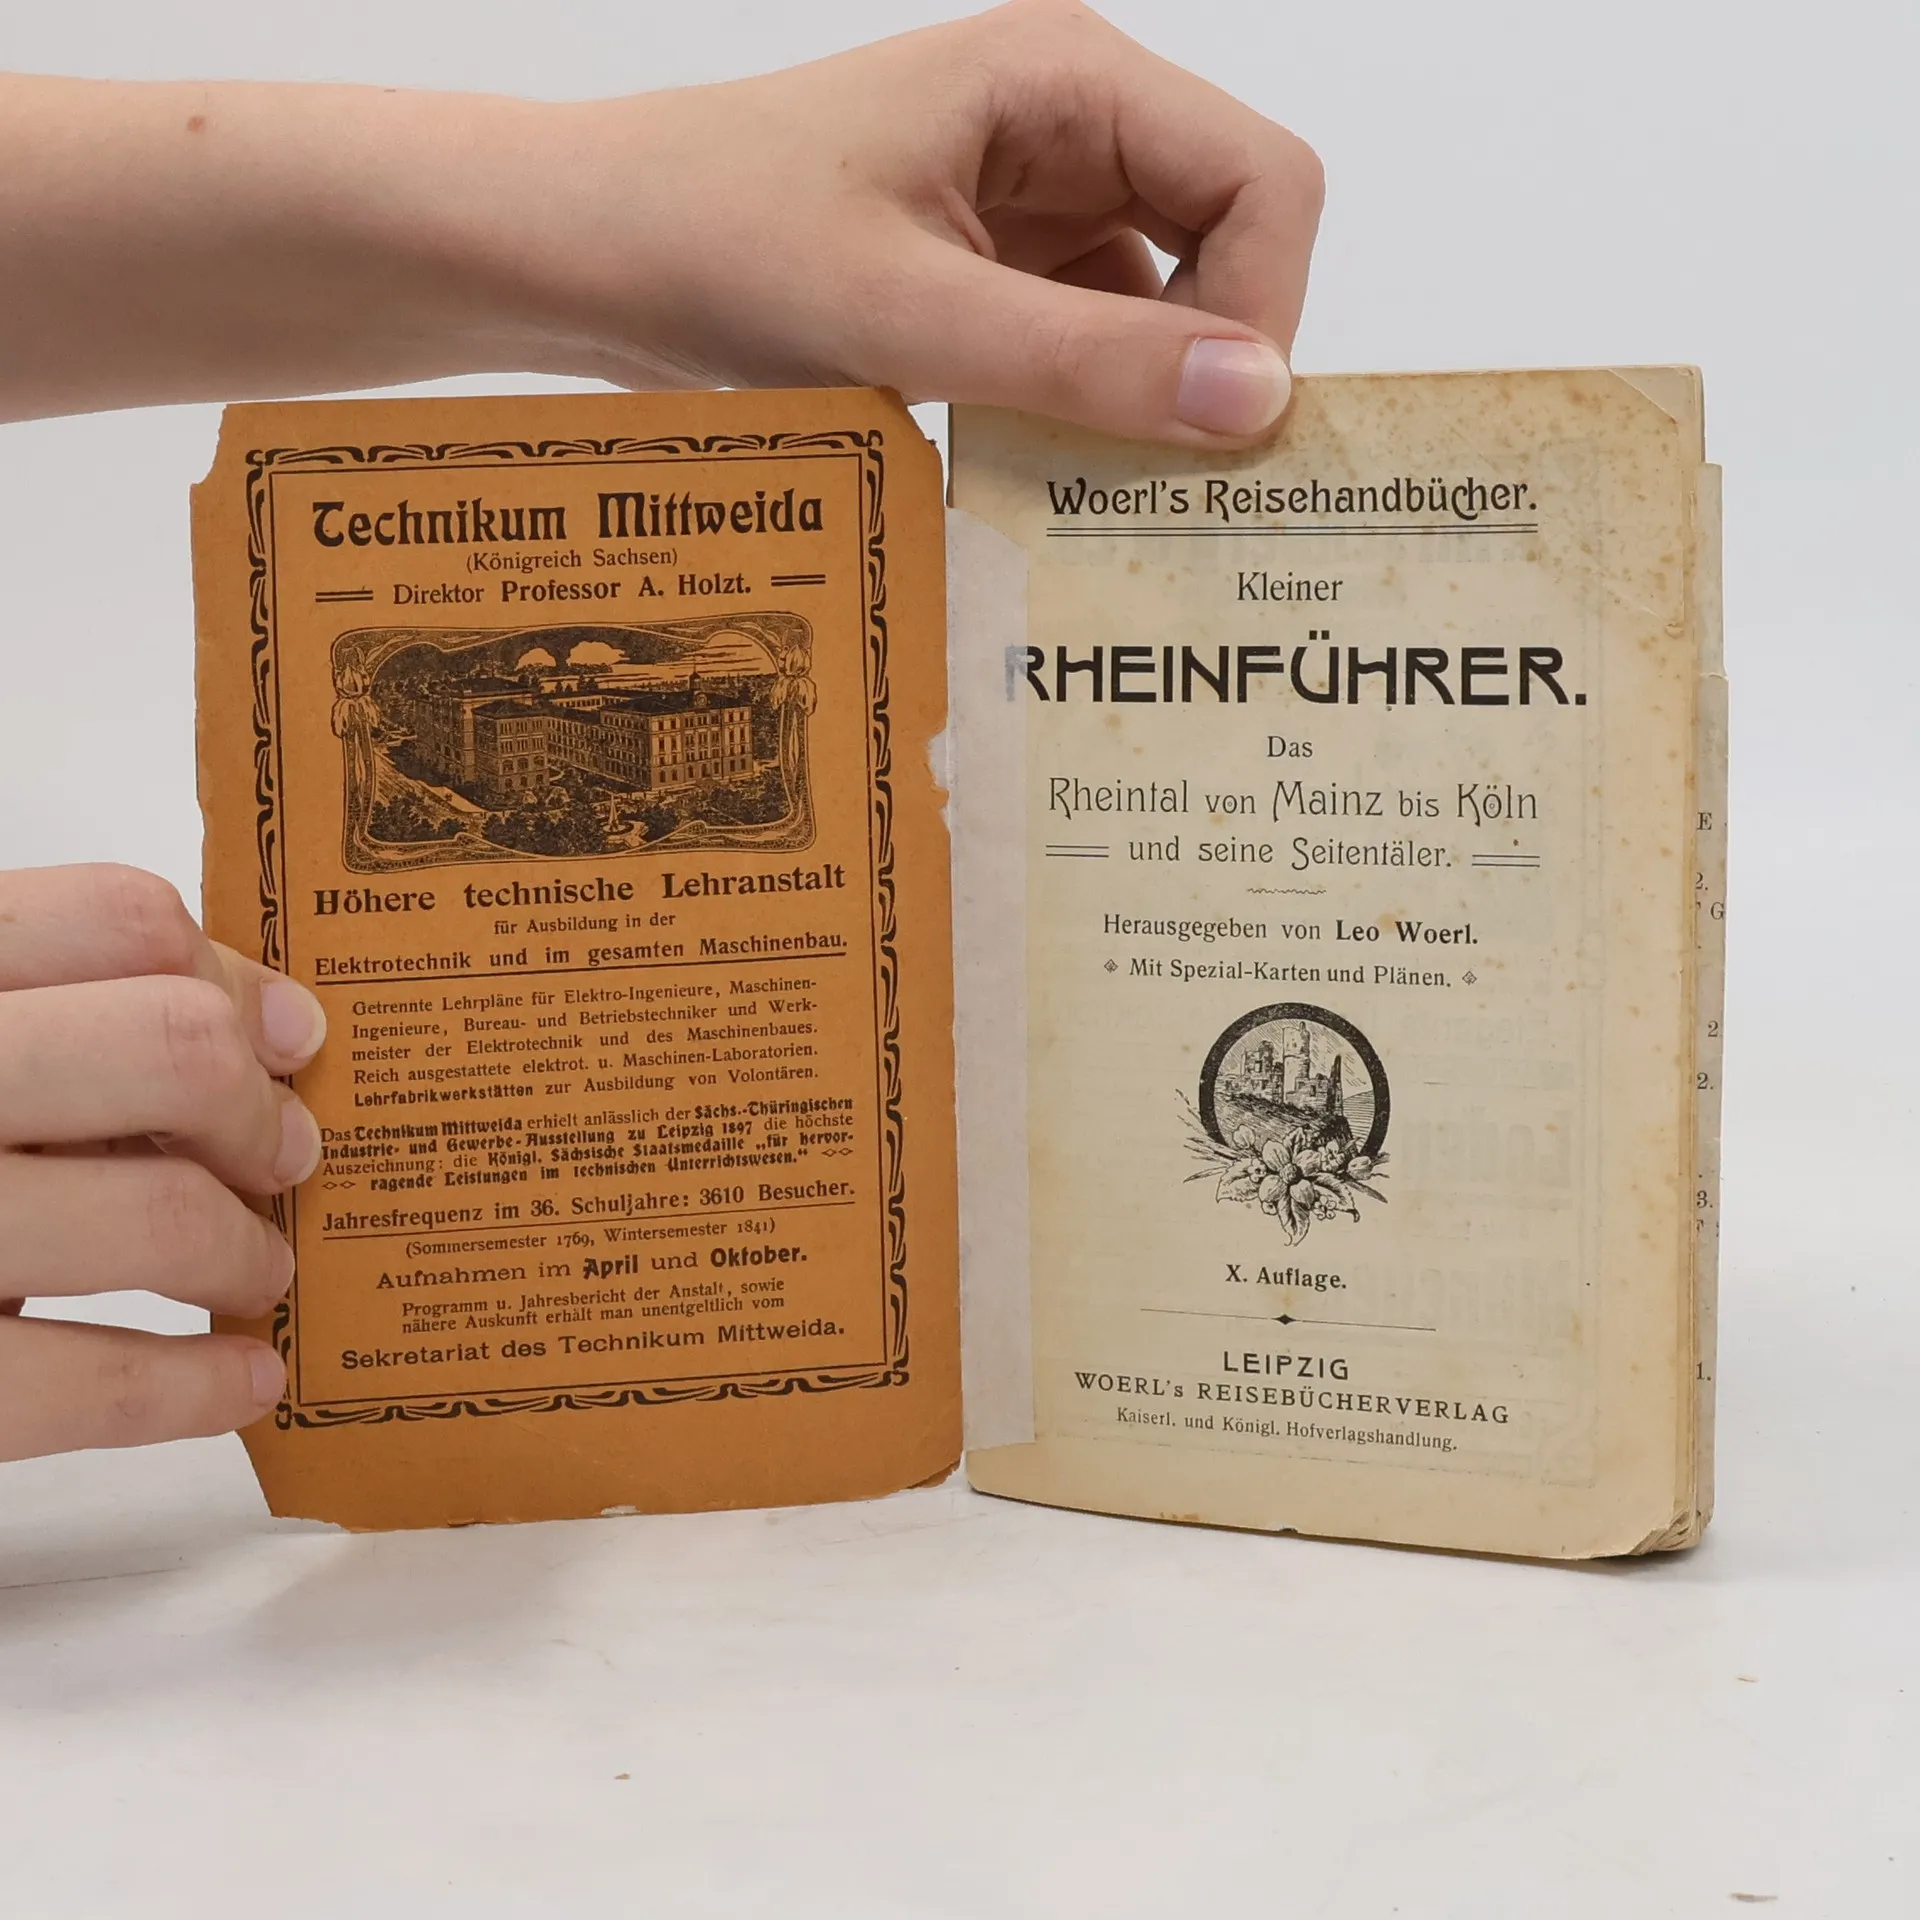 Technikum Mittweida
(Königreich Sachsen)
Direktor Professor A. Holzt.
Höhere technische Lehranstalt
für Ausbildung in der
Elektrotechnik und im gesamten Maschinenbau.
Getrennte Lehrpläne für Elektro-Ingenieure, Maschinen-
Ingenieure, Bureau- und Betriebstechniker und Werk-
meister der Elektrotechnik und des Maschinenbaues.
Reich ausgestattete elektrot. u. Maschinen-Laboratorien.
Lehrfabrikwerkstätten zur Ausbildung von Volontären.
Das Technikum Mittweida erhielt anlässlich der Sächs.-Thüringischen
Industrie- und Gewerbe-Ausstellung zu Leipzig 1897 die höchste
Auszeichnung: die Königl. Sächsische Staatsmedaille „für hervor-
ragende Leistungen im technischen Unterrichtswesen."
Jahresfrequenz im 36. Schuljahre: 3610 Besucher.
(Sommersemester 1769, Wintersemester 1841)
Aufnahmen im April und Oktober.
Programm u. Jahresbericht der Anstalt, sowie
nähere Auskunft erhält man unentgeltlich vom
Sekretariat des Technikum Mittweida.
Woerl's Reisehandbücher.
Kleiner
RHEINFÜHRER.
Das
Rheintal von Mainz bis Köln
und seine Seitentäler.
Herausgegeben von Leo Woerl.
Mit Spezial-Karten und Plänen.
X. Auflage.
LEIPZIG
WOERL's REISEBÜCHERVERLAG
Kaiserl. und Königl. Hofverlagshandlung.
E
2.
G
2
2.
3.
1.